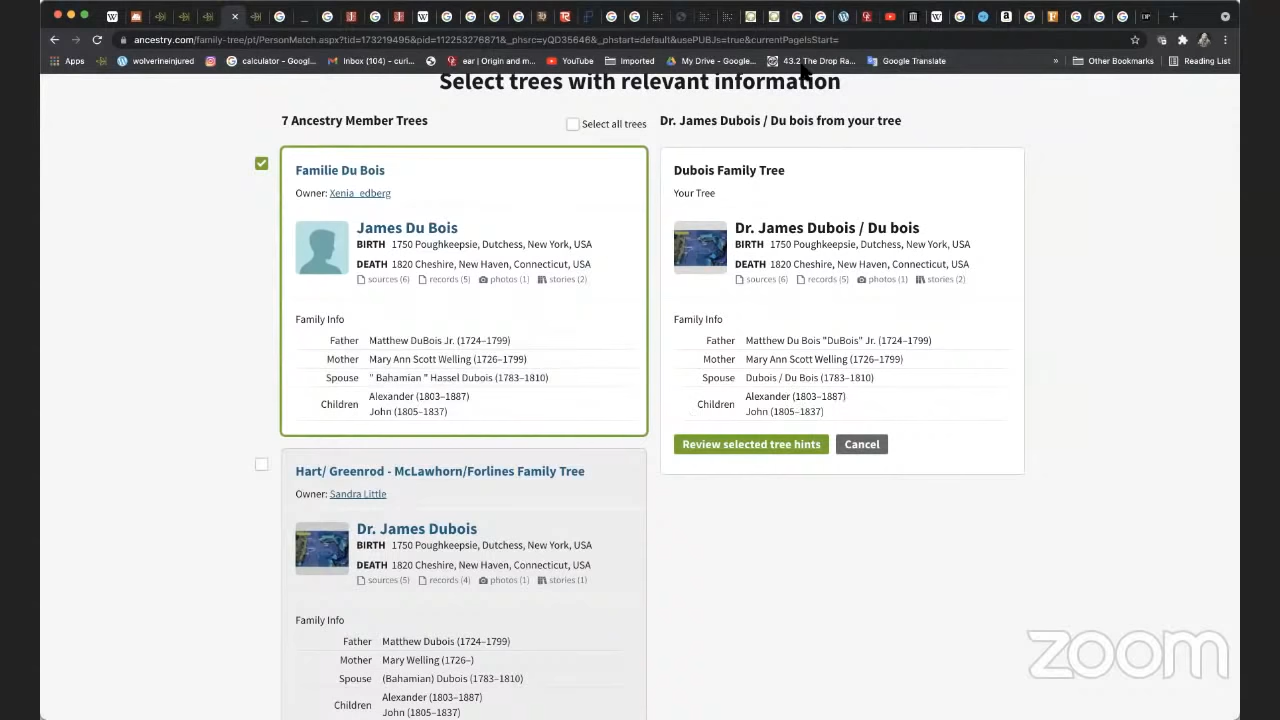 ancestry.com/family-tree/pt/PersonMatch.aspx?tid=173219495&pid=112253276871&_phsrc=yQD35646&_phstart=default&usePUBJs=true&currentPageIsStart=
Apps wolverineinjured calculator - Googl... Inbox (104) - curi... ear | Origin and m... YouTube Imported My Drive - Google... 43.2 The Drop Ra... Google Translate » Other Bookmarks Reading List
Select trees with relevant information
7 Ancestry Member Trees
Select all trees
Dr. James Dubois / Du bois from your tree
Familie Du Bois
Owner: Xenia_edberg
James Du Bois
BIRTH 1750 Poughkeepsie, Dutchess, New York, USA
DEATH 1820 Cheshire, New Haven, Connecticut, USA
sources (6) records (5) photos (1) stories (2)
Family Info
Father Matthew DuBois Jr. (1724–1799)
Mother Mary Ann Scott Welling (1726–1799)
Spouse " Bahamian " Hassel Dubois (1783–1810)
Children Alexander (1803–1887)
John (1805–1837)
Dubois Family Tree
Your Tree
Dr. James Dubois / Du bois
BIRTH 1750 Poughkeepsie, Dutchess, New York, USA
DEATH 1820 Cheshire, New Haven, Connecticut, USA
sources (6) records (5) photos (1) stories (2)
Family Info
Father Matthew Du Bois "DuBois" Jr. (1724–1799)
Mother Mary Ann Scott Welling (1726–1799)
Spouse Dubois / Du Bois (1783–1810)
Children Alexander (1803–1887)
John (1805–1837)
Review selected tree hints Cancel
Hart/ Greenrod - McLawhorn/Forlines Family Tree
Owner: Sandra Little
Dr. James Dubois
BIRTH 1750 Poughkeepsie, Dutchess, New York, USA
DEATH 1820 Cheshire, New Haven, Connecticut, USA
sources (5) records (4) photos (1) stories (1)
Family Info
Father Matthew Dubois (1724–1799)
Mother Mary Welling (1726–)
Spouse (Bahamian) Dubois (1783–1810)
Children Alexander (1803–1887)
John (1805–1837)
zoom